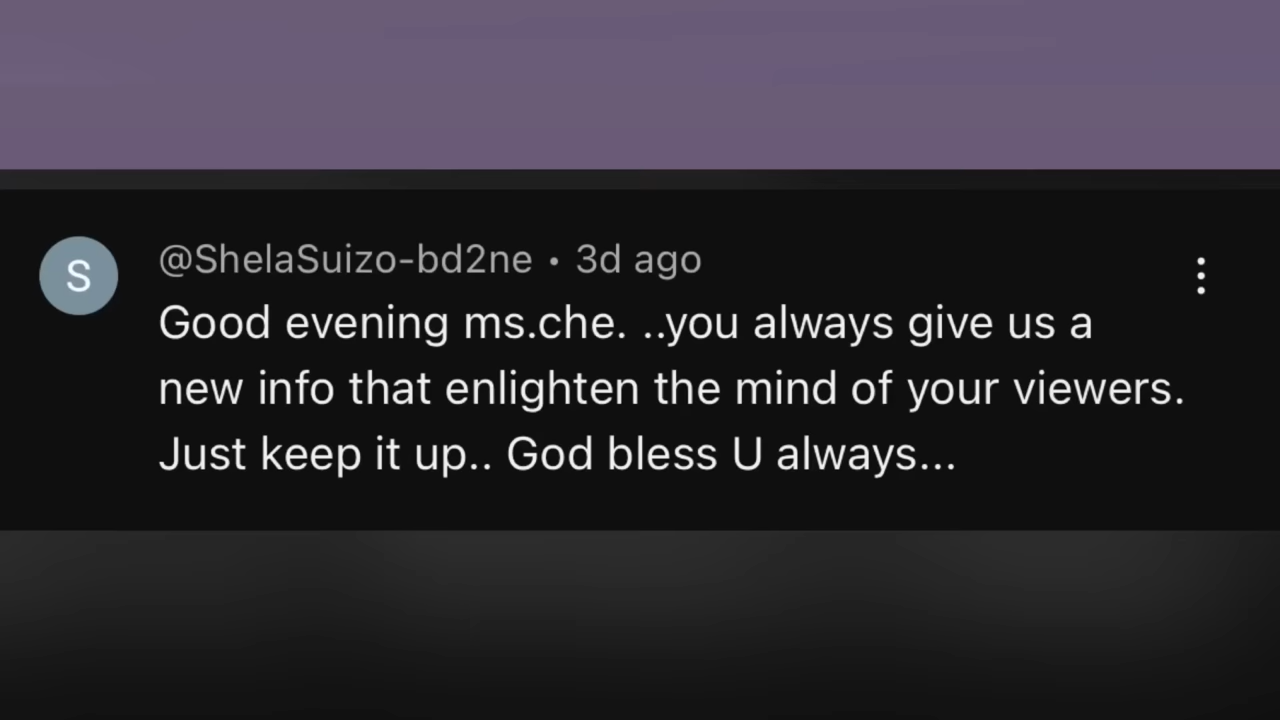 S
@ShelaSuizo-bd2ne • 3d ago
Good evening ms.che. ..you always give us a
new info that enlighten the mind of your viewers.
Just keep it up.. God bless U always...